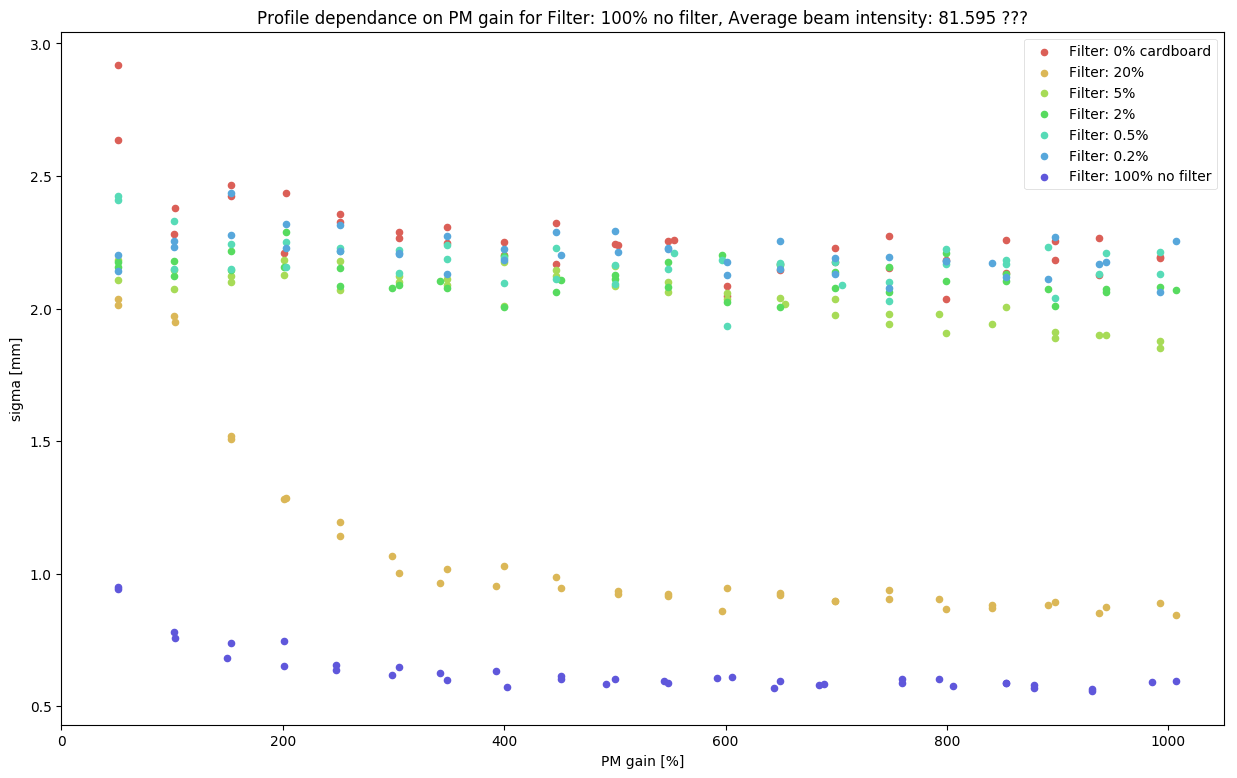 Profile dependance on PM gain for Filter: 100% no filter, Average beam intensity: 81.595 ???
3.0
2.5
2.0
1.5
1.0
0.5
sigma [mm]
Filter: 0% cardboard
Filter: 20%
Filter: 5%
Filter: 2%
Filter: 0.5%
Filter: 0.2%
Filter: 100% no filter
0
200
400
600
800
1000
PM gain [%]